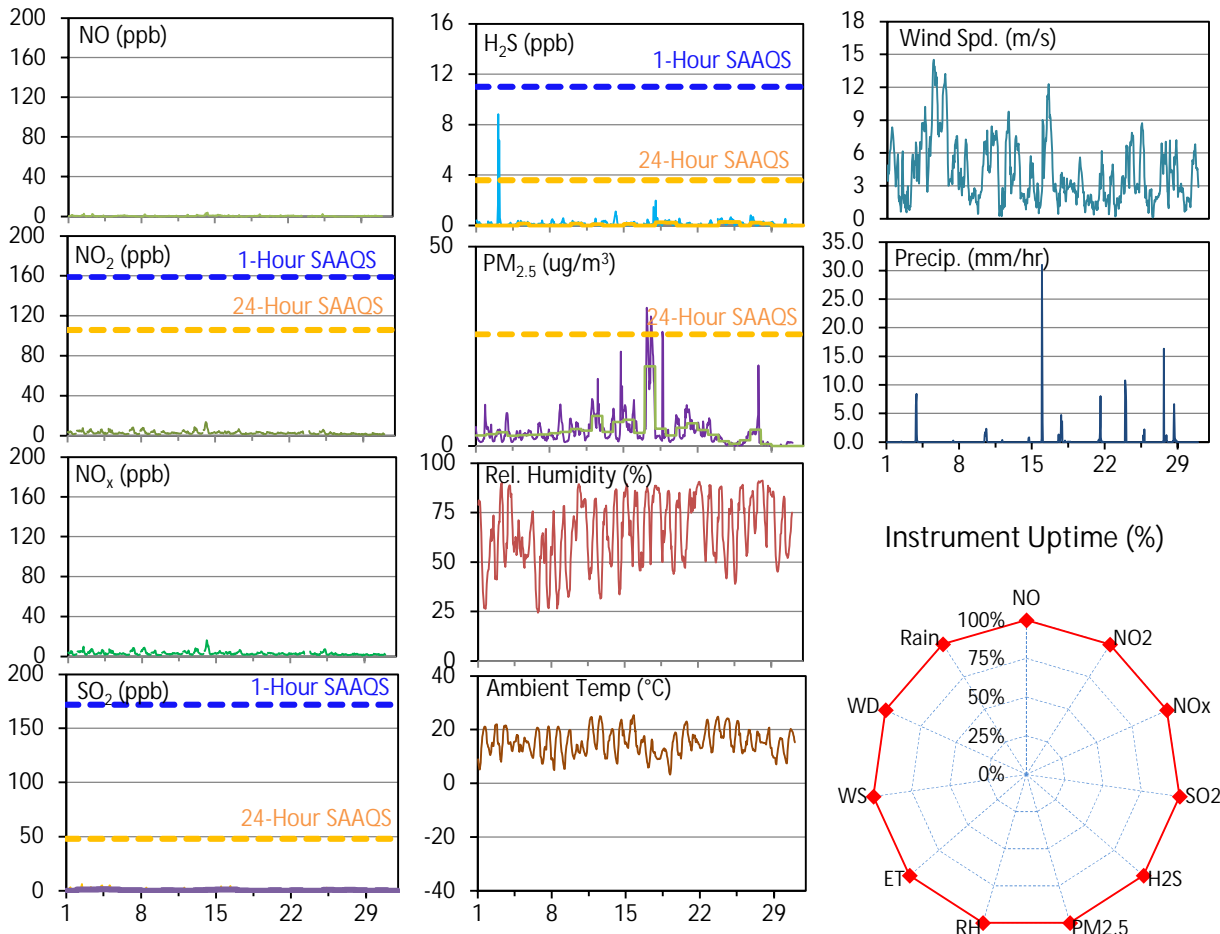 NO (ppb)
200
160
120
80
40
0
NO₂ (ppb)
1-Hour SAAQS
24-Hour SAAQS
200
160
120
80
40
0
NOₓ (ppb)
200
160
120
80
40
0
SO₂ (ppb)
1-Hour SAAQS
24-Hour SAAQS
200
150
100
50
0
1 8 15 22 29
H₂S (ppb)
1-Hour SAAQS
24-Hour SAAQS
16
12
8
4
0
PM₂.₅ (ug/m³)
24-Hour SAAQS
50
0
Rel. Humidity (%)
100
75
50
25
0
Ambient Temp (°C)
40
20
0
-20
-40
1 8 15 22 29
Wind Spd. (m/s)
18
15
12
9
6
3
0
Precip. (mm/hr)
35.0
30.0
25.0
20.0
15.0
10.0
5.0
0.0
1 8 15 22 29
Instrument Uptime (%)
NO
NO2
NOx
SO2
H2S
PM2.5
RH
ET
WS
WD
Rain
100%
75%
50%
25%
0%